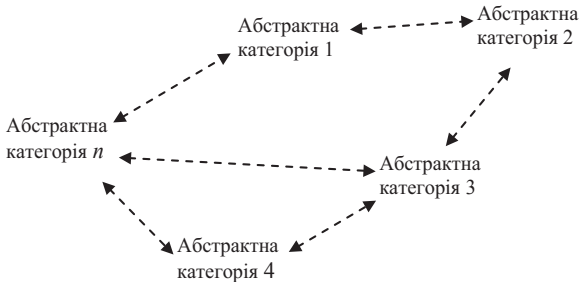 Абстрактна
категорія 1
Абстрактна
категорія 2
Абстрактна
категорія n
Абстрактна
категорія 3
Абстрактна
категорія 4